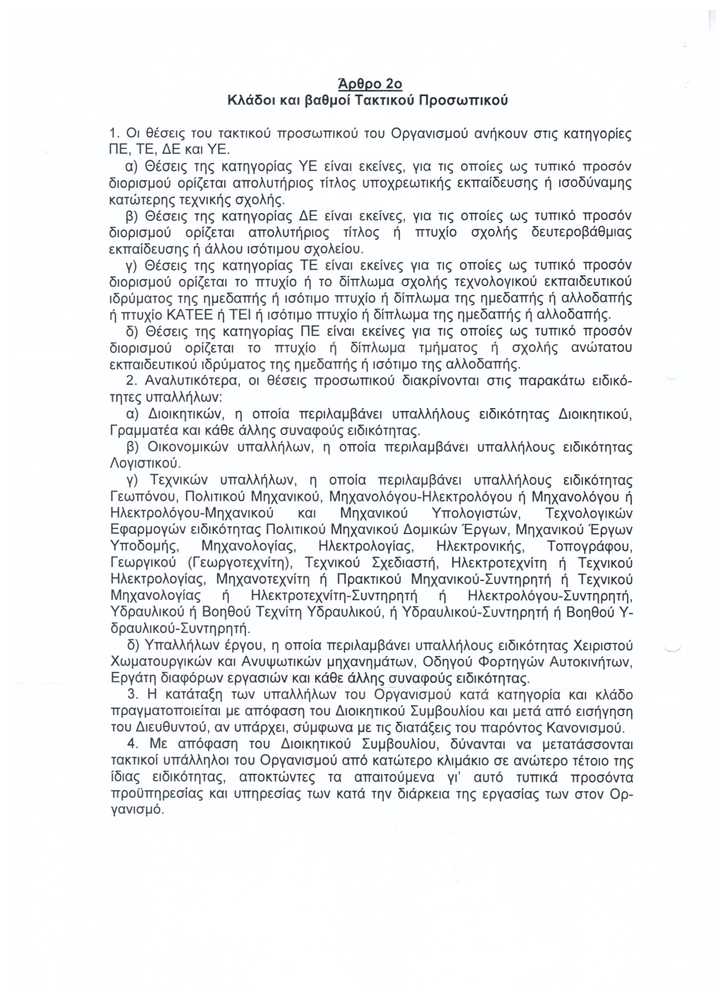 Άρθρο 2ο
Κλάδοι και βαθμοί Τακτικού Προσωπικού
1. Οι θέσεις του τακτικού προσωπικού του Οργανισμού ανήκουν στις κατηγορίες
ΠΕ, ΤΕ, ΔΕ και ΥΕ.
α) Θέσεις της κατηγορίας ΥΕ είναι εκείνες, για τις οποίες ως τυπικό προσόν
διορισμού ορίζεται απολυτήριος τίτλος υποχρεωτικής εκπαίδευσης ή ισοδύναμης
κατώτερης τεχνικής σχολής.
β) Θέσεις της κατηγορίας ΔΕ είναι εκείνες, για τις οποίες ως τυπικό προσόν
διορισμού ορίζεται απολυτήριος τίτλος ή πτυχίο σχολής δευτεροβάθμιας
εκπαίδευσης ή άλλου ισότιμου σχολείου.
γ) Θέσεις της κατηγορίας ΤΕ είναι εκείνες για τις οποίες ως τυπικό προσόν
διορισμού ορίζεται το πτυχίο ή το δίπλωμα σχολής τεχνολογικού εκπαιδευτικού
ιδρύματος της ημεδαπής ή ισότιμο πτυχίο ή δίπλωμα της ημεδαπής ή αλλοδαπής
ή πτυχίο ΚΑΤΕΕ ή ΤΕΙ ή ισότιμο πτυχίο ή δίπλωμα της ημεδαπής ή αλλοδαπής.
δ) Θέσεις της κατηγορίας ΠΕ είναι εκείνες για τις οποίες ως τυπικό προσόν
διορισμού ορίζεται το πτυχίο ή δίπλωμα τμήματος ή σχολής ανώτατου
εκπαιδευτικού ιδρύματος της ημεδαπής ή ισότιμο της αλλοδαπής.
2. Αναλυτικότερα, οι θέσεις προσωπικού διακρίνονται στις παρακάτω ειδικό-
τητες υπαλλήλων:
α) Διοικητικών, η οποία περιλαμβάνει υπαλλήλους ειδικότητας Διοικητικού,
Γραμματέα και κάθε άλλης συναφούς ειδικότητας.
β) Οικονομικών υπαλλήλων, η οποία περιλαμβάνει υπαλλήλους ειδικότητας
Λογιστικού.
γ) Τεχνικών υπαλλήλων, η οποία περιλαμβάνει υπαλλήλους ειδικότητας
Γεωπόνου, Πολιτικού Μηχανικού, Μηχανολόγου-Ηλεκτρολόγου ή Μηχανολόγου ή
Ηλεκτρολόγου-Μηχανικού και Μηχανικού Υπολογιστών, Τεχνολογικών
Εφαρμογών ειδικότητας Πολιτικού Μηχανικού Δομικών Έργων, Μηχανικού Έργων
Υποδομής, Μηχανολογίας, Ηλεκτρολογίας, Ηλεκτρονικής, Τοπογράφου,
Γεωργικού (Γεωργοτεχνίτη), Τεχνικού Σχεδιαστή, Ηλεκτροτεχνίτη ή Τεχνικού
Ηλεκτρολογίας, Μηχανοτεχνίτη ή Πρακτικού Μηχανικού-Συντηρητή ή Τεχνικού
Μηχανολογίας ή Ηλεκτροτεχνίτη-Συντηρητή ή Ηλεκτρολόγου-Συντηρητή,
Υδραυλικού ή Βοηθού Τεχνίτη Υδραυλικού, ή Υδραυλικού-Συντηρητή ή Βοηθού Υ-
δραυλικού-Συντηρητή.
δ) Υπαλλήλων έργου, η οποία περιλαμβάνει υπαλλήλους ειδικότητας Χειριστού
Χωματουργικών και Ανυψωτικών μηχανημάτων, Οδηγού Φορτηγών Αυτοκινήτων,
Εργάτη διαφόρων εργασιών και κάθε άλλης συναφούς ειδικότητας.
3. Η κατάταξη των υπαλλήλων του Οργανισμού κατά κατηγορία και κλάδο
πραγματοποιείται με απόφαση του Διοικητικού Συμβουλίου και μετά από εισήγηση
του Διευθυντού, αν υπάρχει, σύμφωνα με τις διατάξεις του παρόντος Κανονισμού.
4. Με απόφαση του Διοικητικού Συμβουλίου, δύνανται να μετατάσσονται
τακτικοί υπάλληλοι του Οργανισμού από κατώτερο κλιμάκιο σε ανώτερο τέτοιο της
ίδιας ειδικότητας, αποκτώντες τα απαιτούμενα γι’ αυτό τυπικά προσόντα
προϋπηρεσίας και υπηρεσίας των κατά την διάρκεια της εργασίας των στον Ορ-
γανισμό.